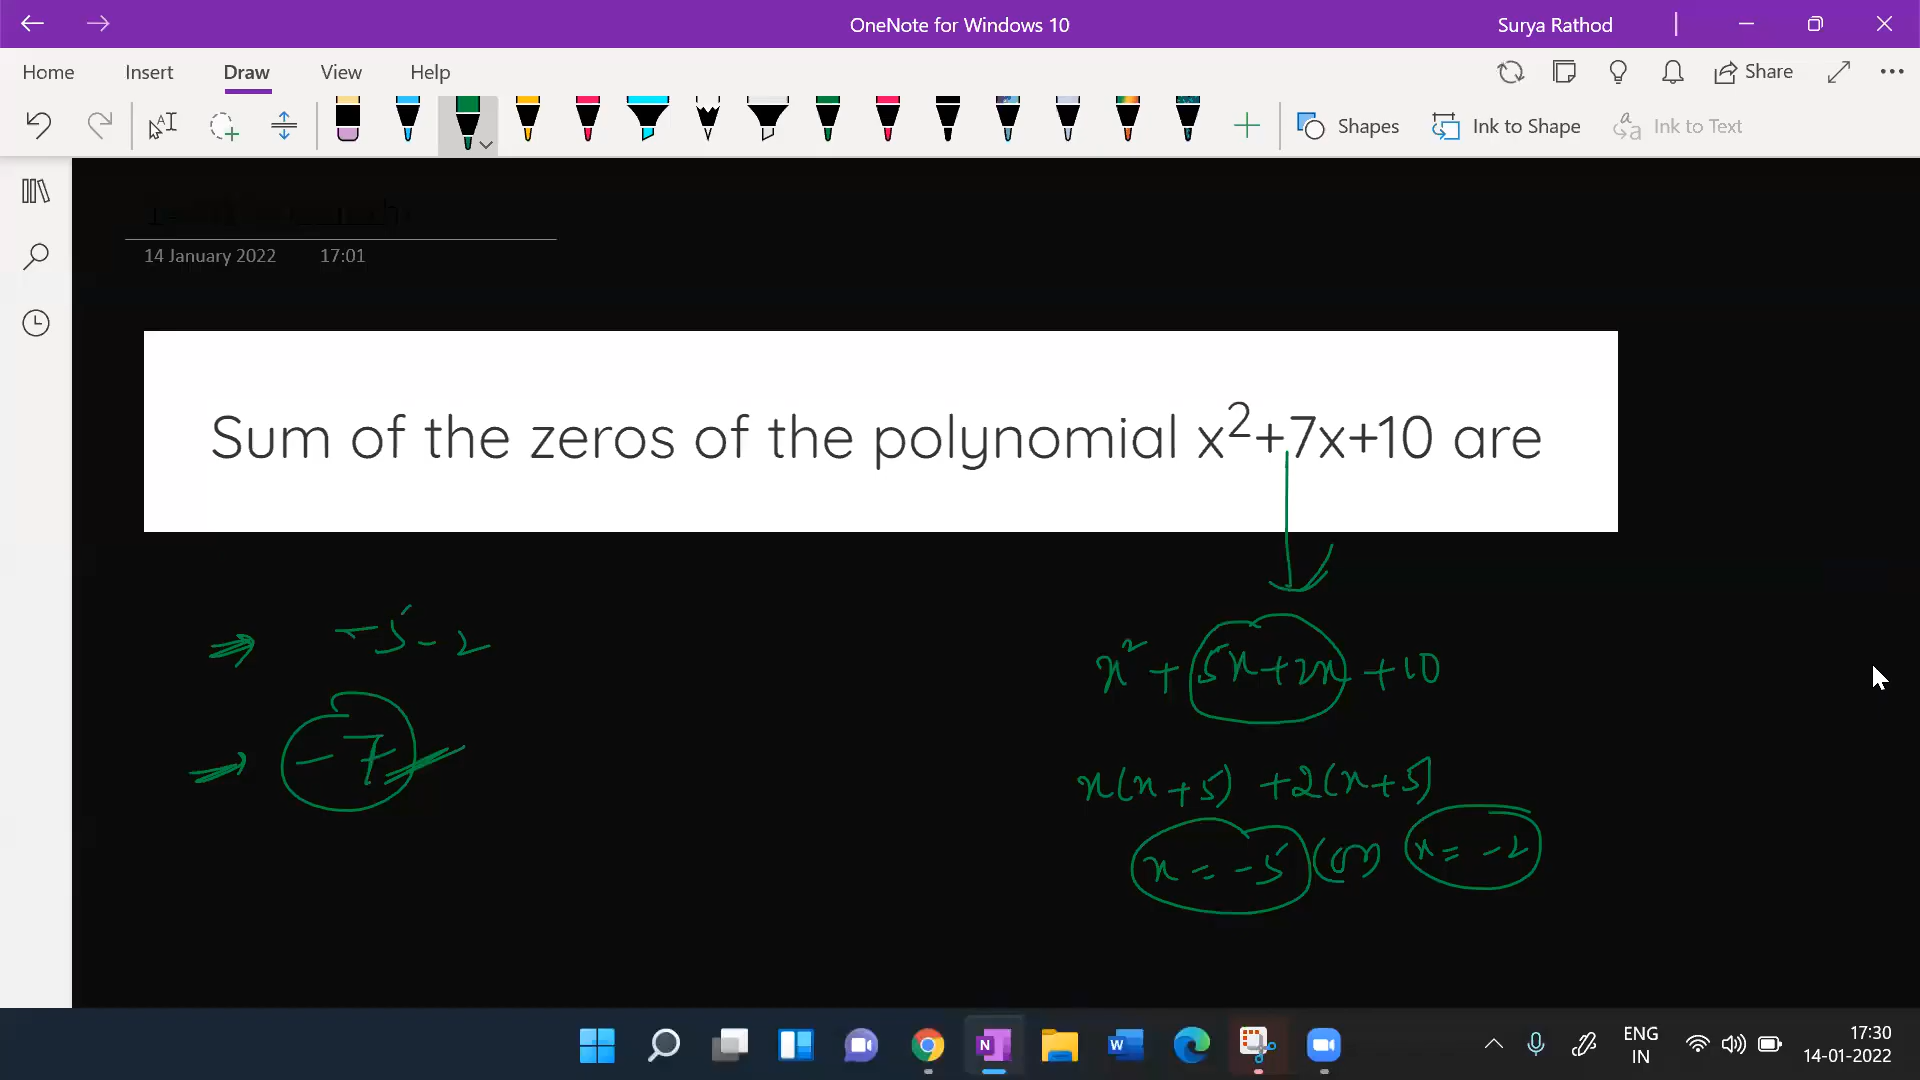 OneNote for Windows 10
Surya Rathod
Home Insert Draw View Help
Share
Shapes Ink to Shape Ink to Text
14 January 2022 17:01
Sum of the zeros of the polynomial x²+7x+10 are
⇒ -5-2
⇒ -7
x² + 5x+2x +10
x(x+5) +2(x+5)
x = -5 (or) x = -2
ENG
IN
17:30
14-01-2022